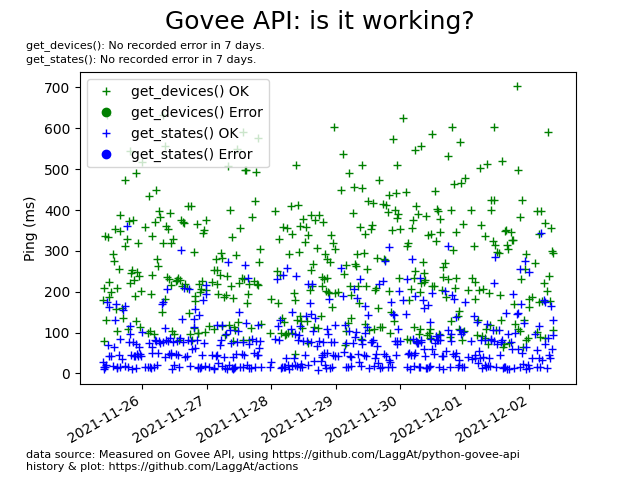 Govee API: is it working?
get_devices(): No recorded error in 7 days.
get_states(): No recorded error in 7 days.
get_devices() OK
get_devices() Error
get_states() OK
get_states() Error
Ping (ms)
700
600
500
400
300
200
100
0
2021-11-26
2021-11-27
2021-11-28
2021-11-29
2021-11-30
2021-12-01
2021-12-02
data source: Measured on Govee API, using https://github.com/LaggAt/python-govee-api
history & plot: https://github.com/LaggAt/actions